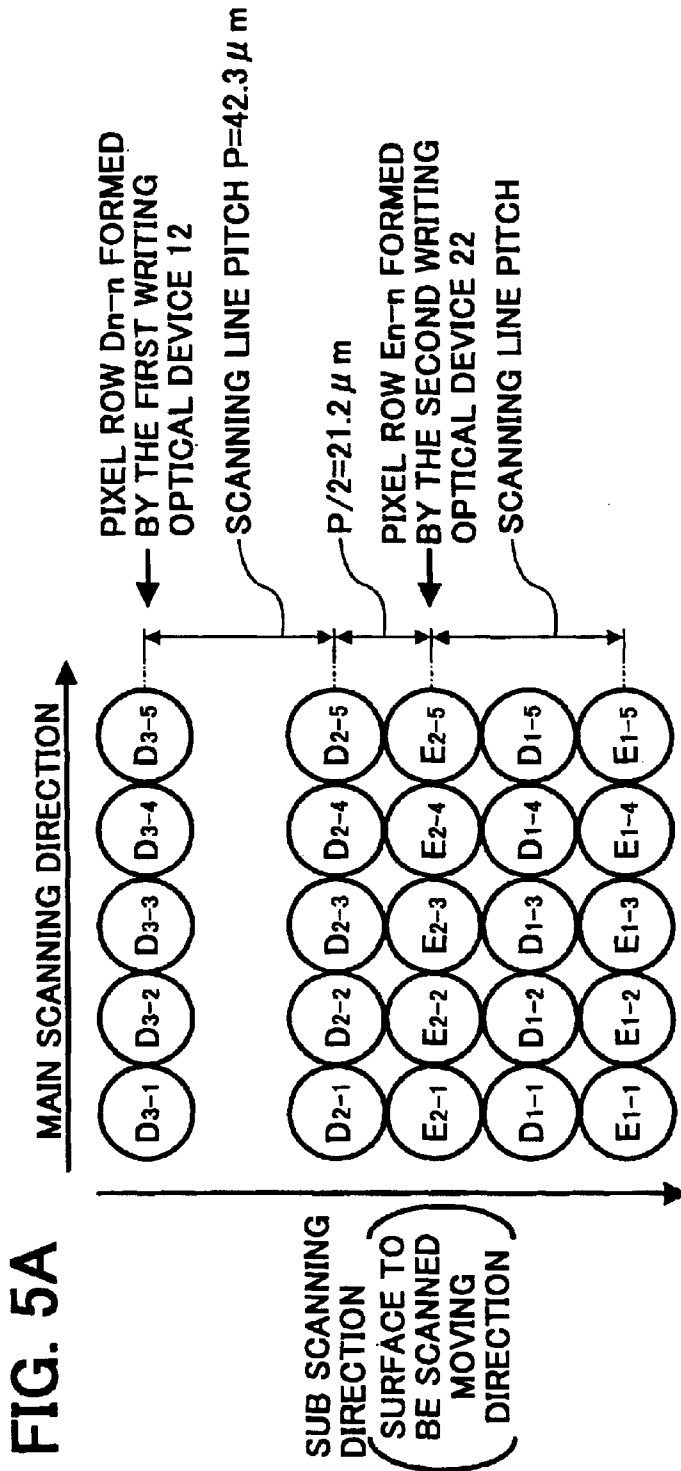 FIG. 5A
MAIN SCANNING DIRECTION
SUB SCANNING
DIRECTION
(SURFACE TO
BE SCANNED
MOVING
DIRECTION)
D3-1 D3-2 D3-3 D3-4 D3-5
D2-1 D2-2 D2-3 D2-4 D2-5
E2-1 E2-2 E2-3 E2-4 E2-5
D1-1 D1-2 D1-3 D1-4 D1-5
E1-1 E1-2 E1-3 E1-4 E1-5
PIXEL ROW Dn-n FORMED
BY THE FIRST WRITING
OPTICAL DEVICE 12
SCANNING LINE PITCH P=42.3 μm
P/2=21.2 μm
PIXEL ROW En-n FORMED
BY THE SECOND WRITING
OPTICAL DEVICE 22
SCANNING LINE PITCH